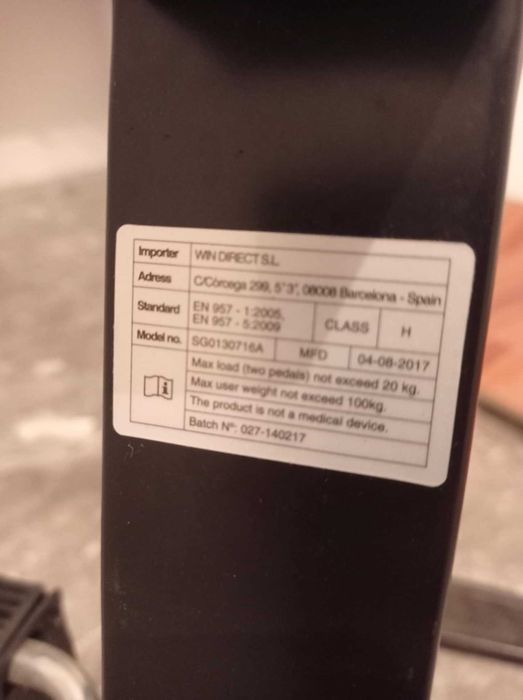 Importer WIN DIRECT S.L
Adress C/Còrcega 299, 5°3ª, 08008 Barcelona - Spain
Standard EN 957 - 1:2005,
EN 957 - 5:2009 CLASS H
Model no. SG0130716A MFD 04-08-2017
Max load (two pedals) not exceed 20 kg.
Max user weight not exceed 100kg.
The product is not a medical device.
Batch Nº: 027-140217